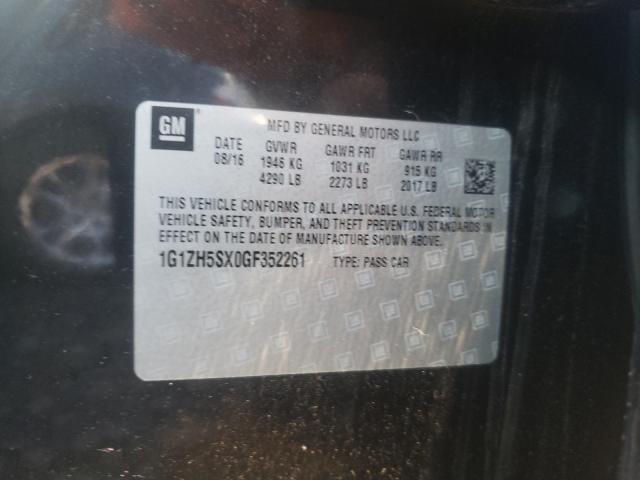 GM ®
MFD BY GENERAL MOTORS LLC
DATE GVWR GAWR FRT GAWR RR
08/16 1946 KG 1031 KG 915 KG
4290 LB 2273 LB 2017 LB
THIS VEHICLE CONFORMS TO ALL APPLICABLE U.S. FEDERAL MOTOR
VEHICLE SAFETY, BUMPER, AND THEFT PREVENTION STANDARDS IN
EFFECT ON THE DATE OF MANUFACTURE SHOWN ABOVE.
1G1ZH5SX0GF352261 TYPE: PASS CAR